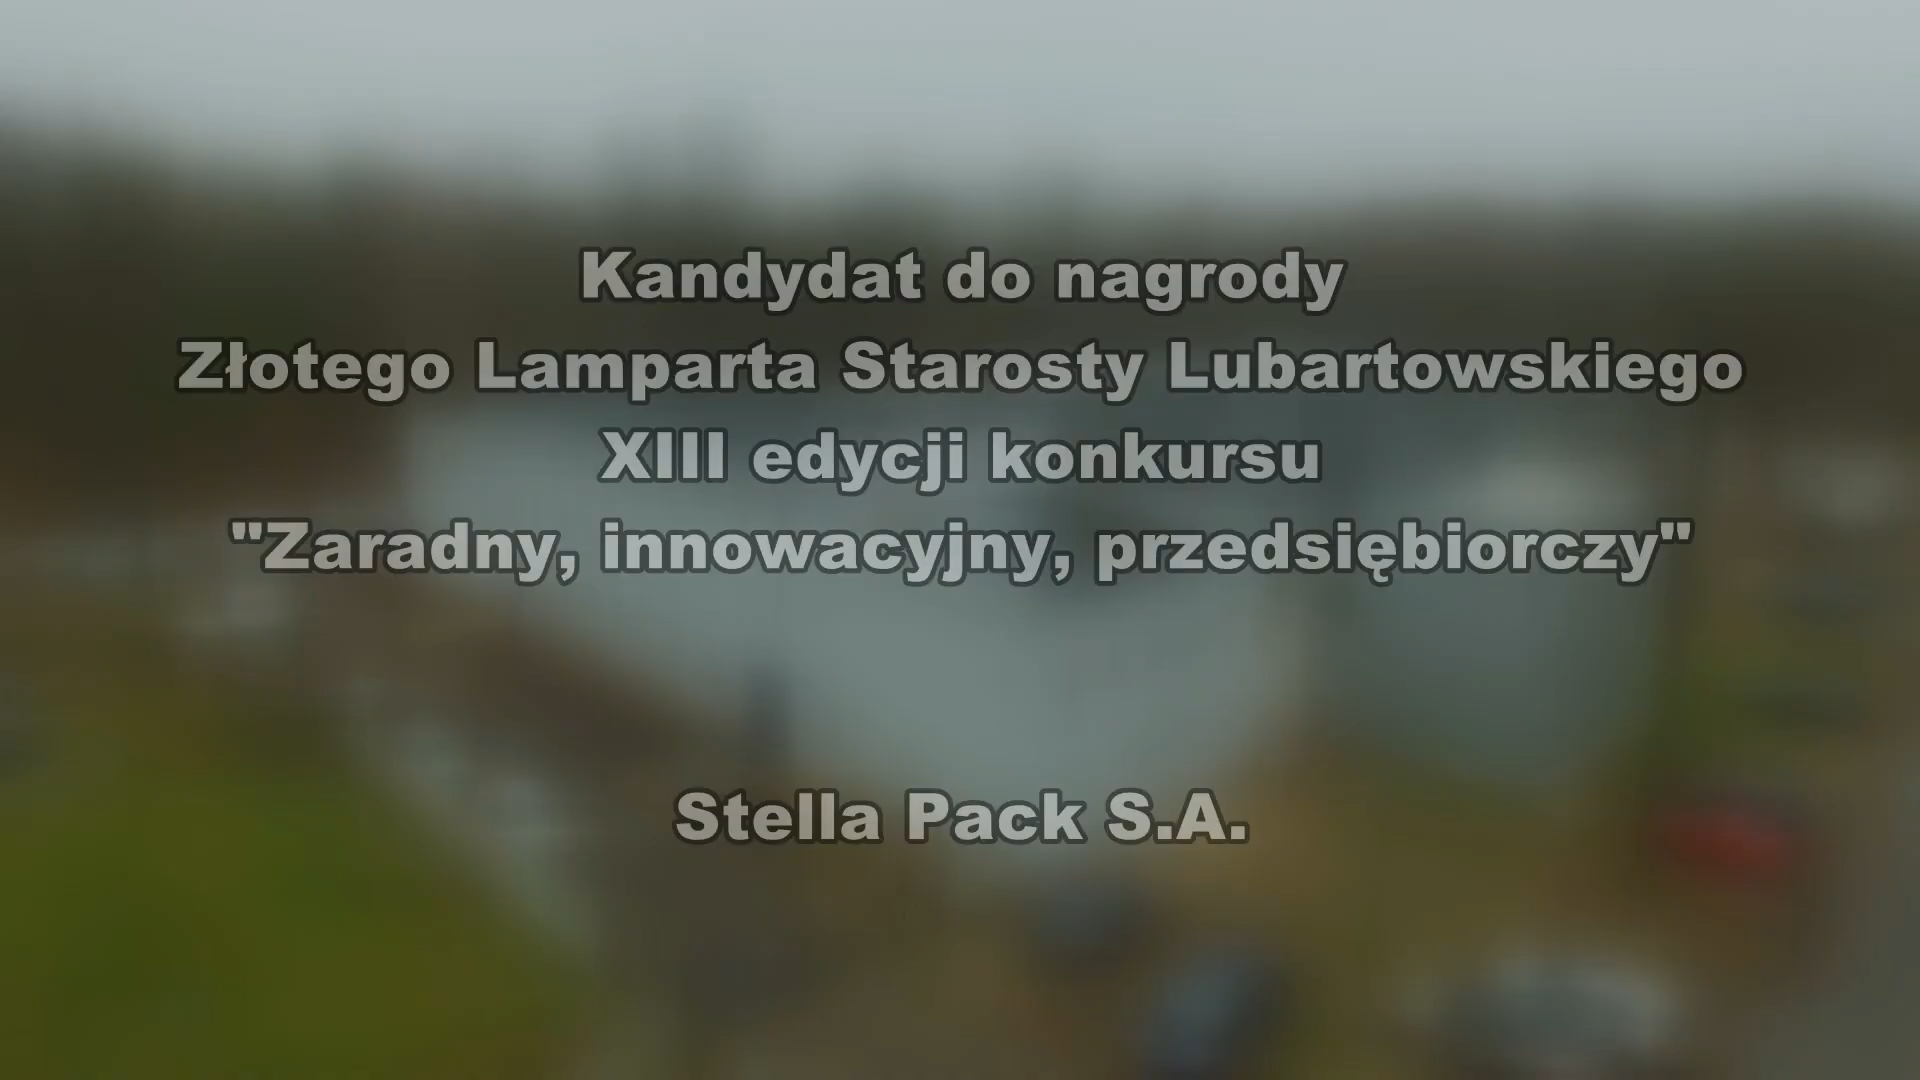 Kandydat do nagrody
Złotego Lamparta Starosty Lubartowskiego
XIII edycji konkursu
"Zaradny, innowacyjny, przedsiębiorczy"
Stella Pack S.A.